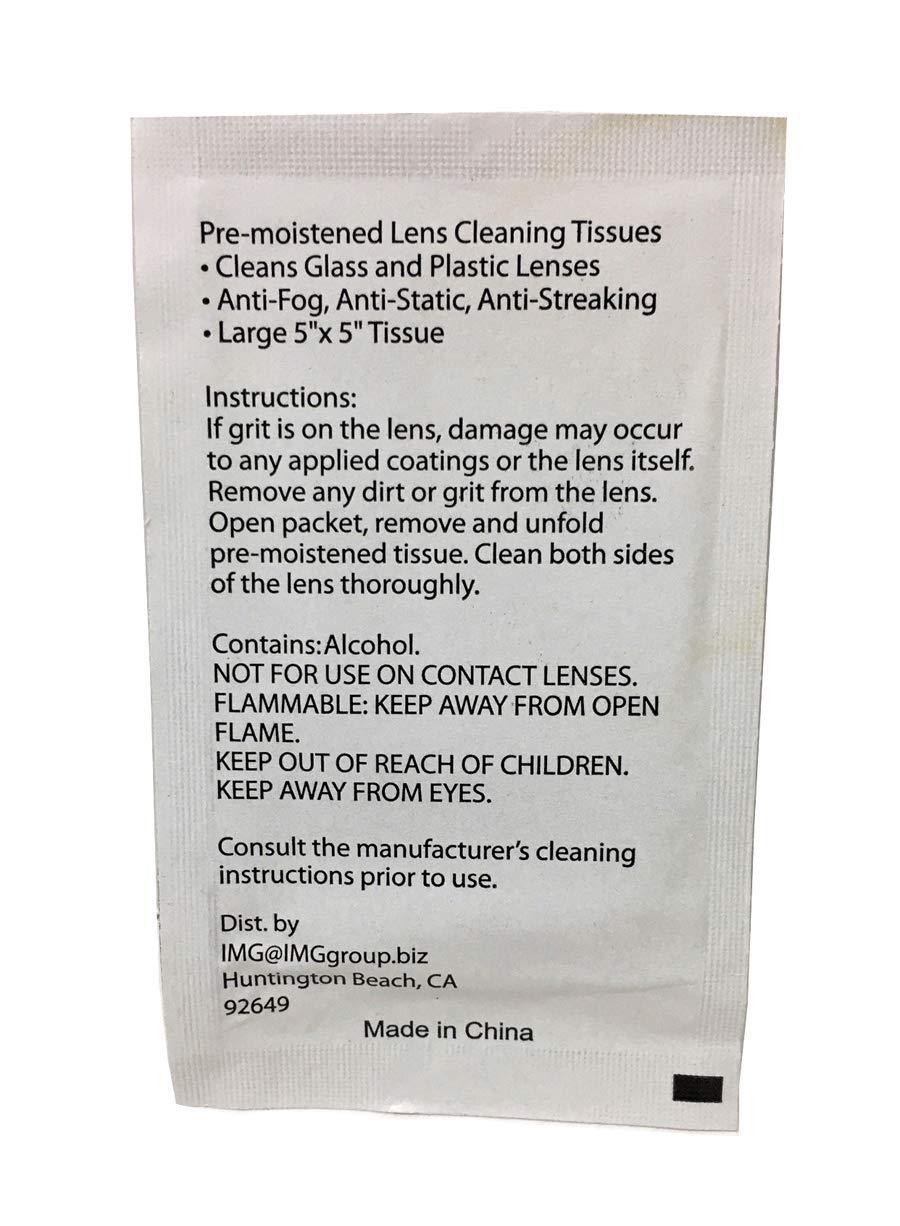 Pre-moistened Lens Cleaning Tissues
• Cleans Glass and Plastic Lenses
• Anti-Fog, Anti-Static, Anti-Streaking
• Large 5"x 5" Tissue
Instructions:
If grit is on the lens, damage may occur
to any applied coatings or the lens itself.
Remove any dirt or grit from the lens.
Open packet, remove and unfold
pre-moistened tissue. Clean both sides
of the lens thoroughly.
Contains:Alcohol.
NOT FOR USE ON CONTACT LENSES.
FLAMMABLE: KEEP AWAY FROM OPEN
FLAME.
KEEP OUT OF REACH OF CHILDREN.
KEEP AWAY FROM EYES.
Consult the manufacturer’s cleaning
instructions prior to use.
Dist. by
IMG@IMGgroup.biz
Huntington Beach, CA
92649
Made in China